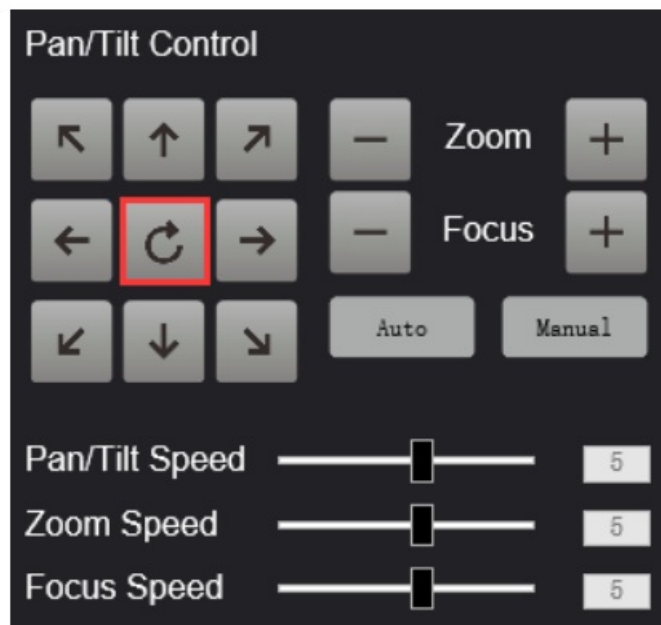 Pan/Tilt Control
— Zoom +
— Focus +
Auto Manual
Pan/Tilt Speed 5
Zoom Speed 5
Focus Speed 5